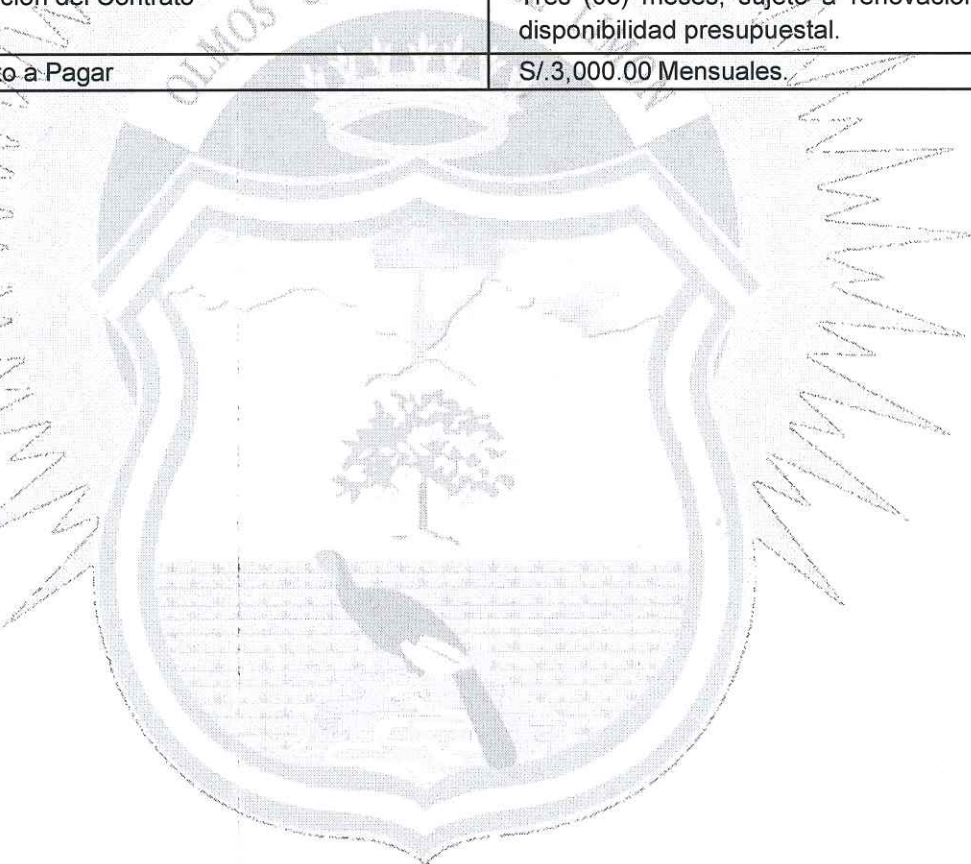 ción del Contrato
Tres (03) meses, sujeto a renovación
disponibilidad presupuestal.
to a Pagar
S/.3,000.00 Mensuales.
OLMOS